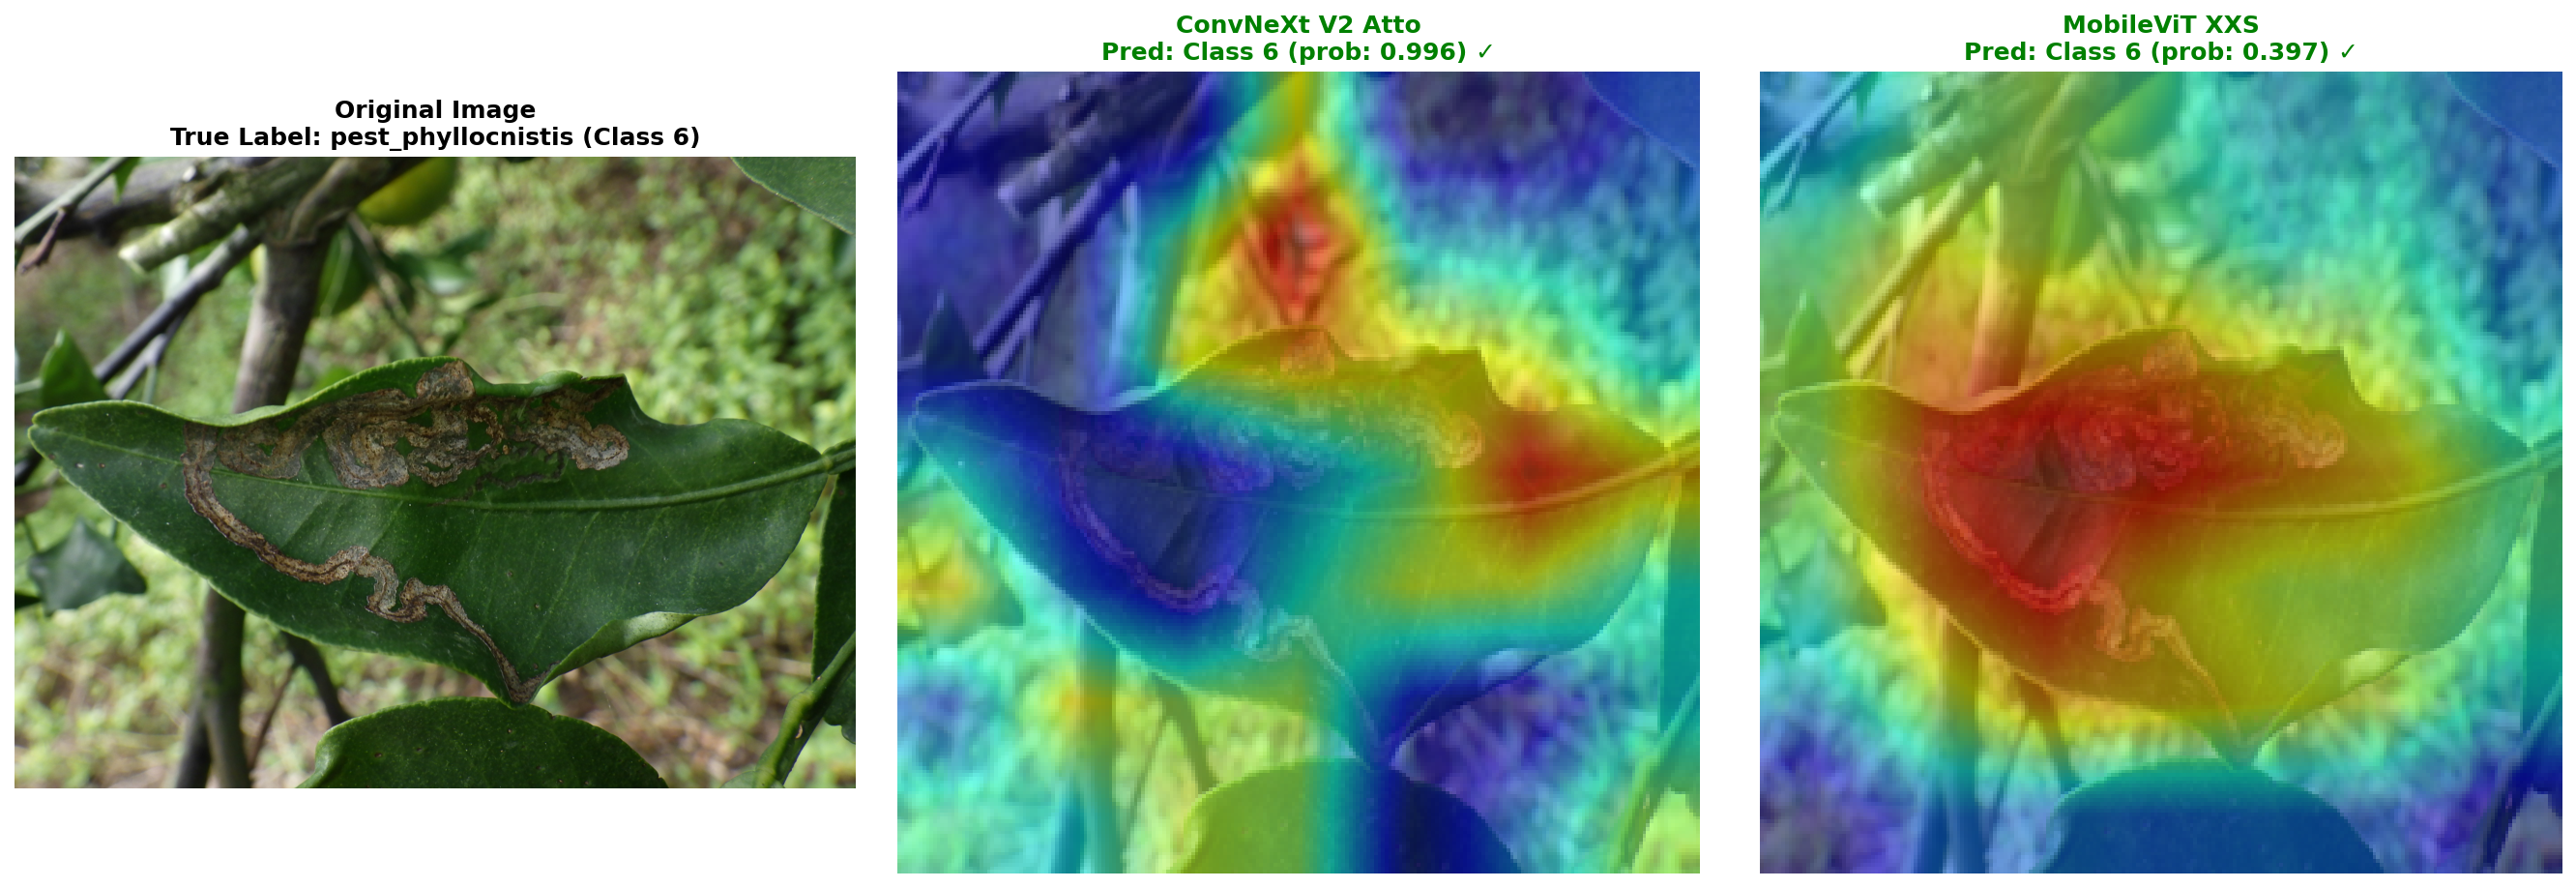 Original Image
True Label: pest_phyllocnistis (Class 6)
ConvNeXt V2 Atto
Pred: Class 6 (prob: 0.996) ✓
MobileViT XXS
Pred: Class 6 (prob: 0.397) ✓